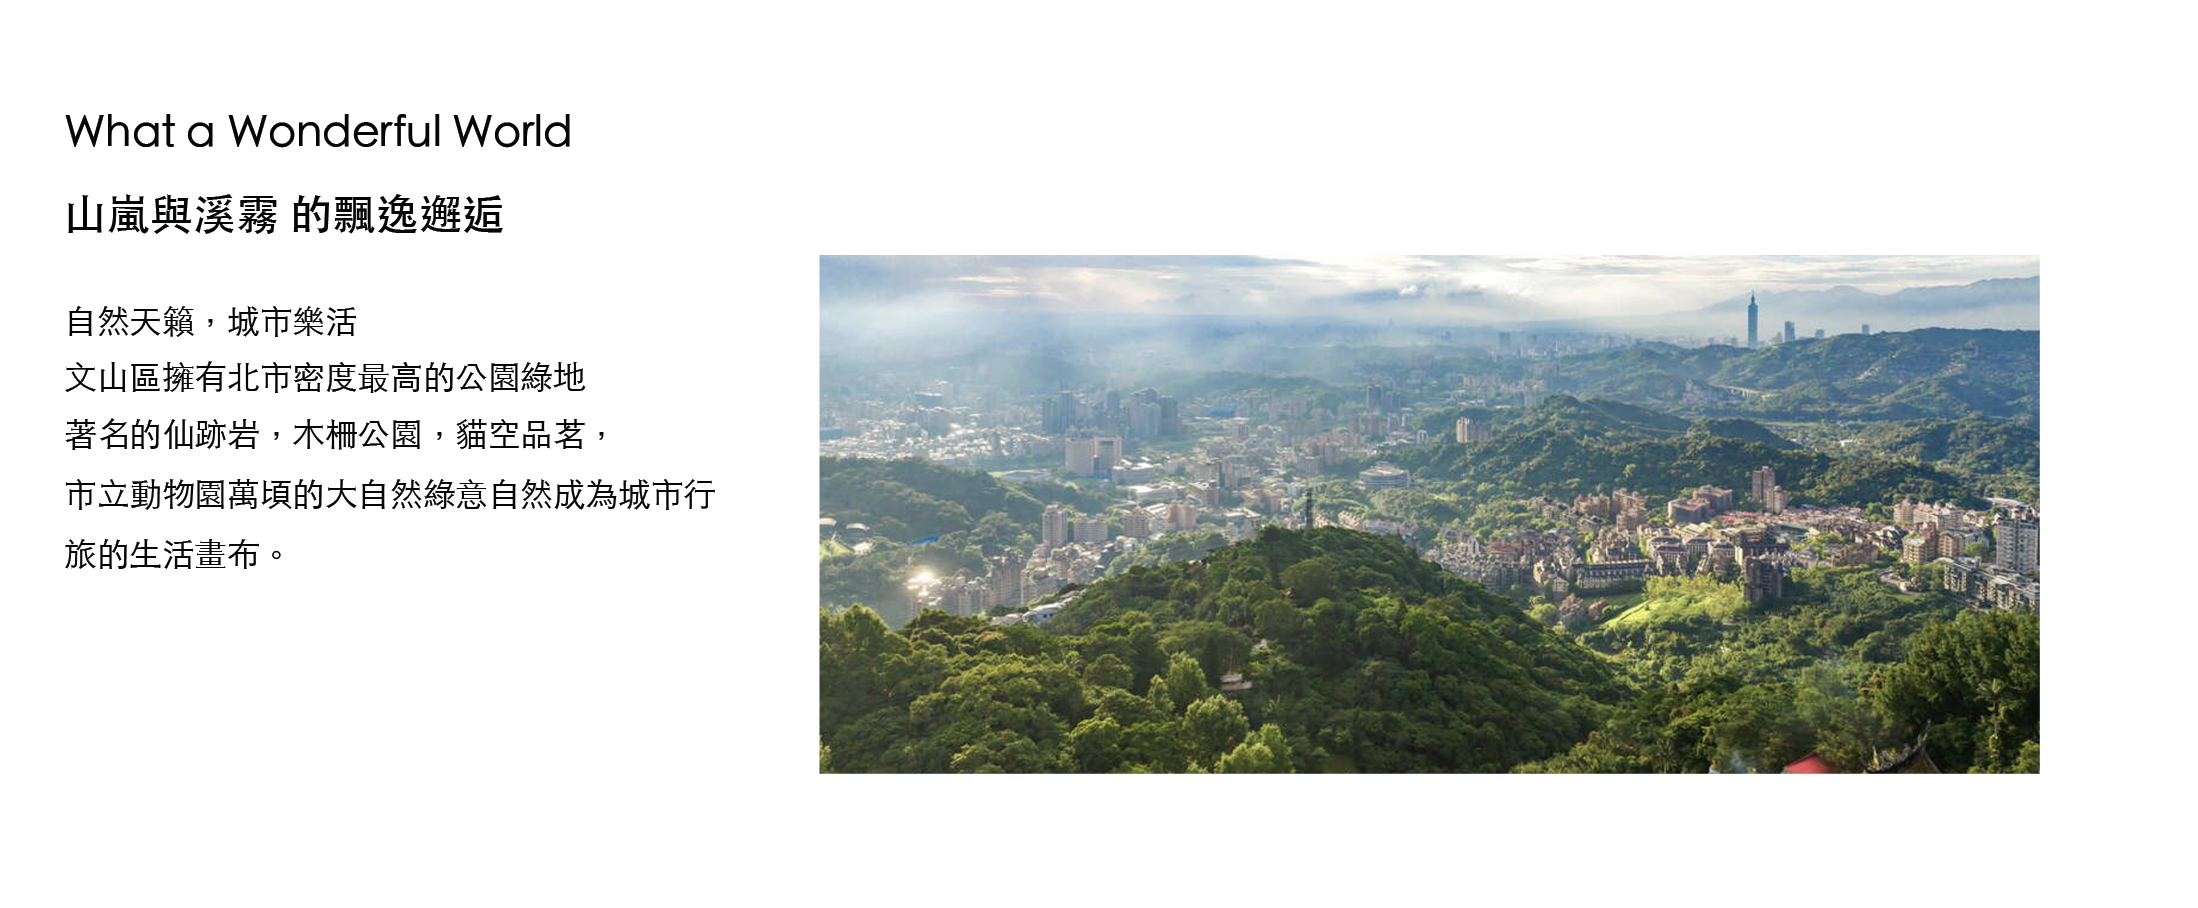 What a Wonderful World
山嵐與溪霧 的飄逸邂逅
自然天籟，城市樂活
文山區擁有北市密度最高的公園綠地
著名的仙跡岩，木柵公園，貓空品茗，
市立動物園萬頃的大自然綠意自然成為城市行
旅的生活畫布。